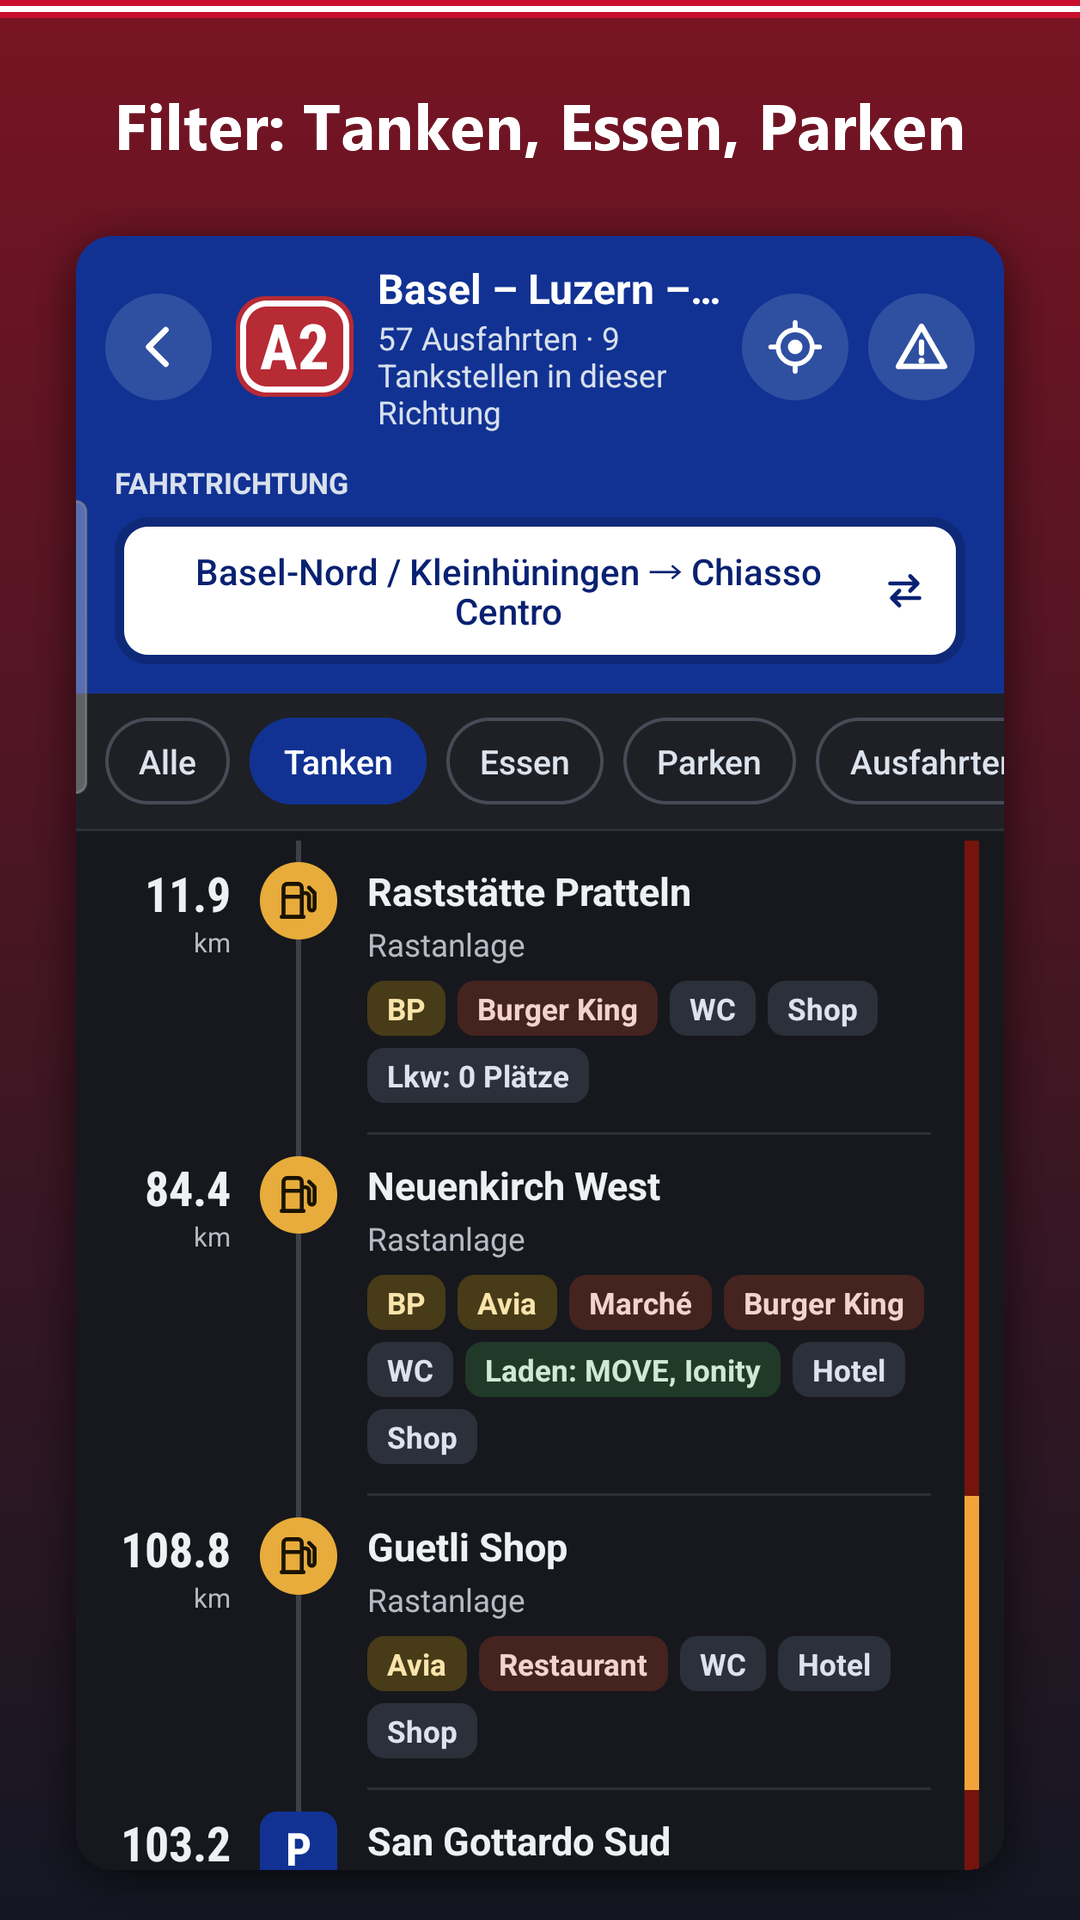 Filter: Tanken, Essen, Parken
A2
Basel – Luzern –...
57 Ausfahrten · 9
Tankstellen in dieser
Richtung
FAHRTRICHTUNG
Basel-Nord / Kleinhüningen → Chiasso
Centro
Alle Tanken Essen Parken Ausfahrten
11.9 km
Raststätte Pratteln
Rastanlage
BP Burger King WC Shop
Lkw: 0 Plätze
84.4 km
Neuenkirch West
Rastanlage
BP Avia Marché Burger King
WC Laden: MOVE, Ionity Hotel
Shop
108.8 km
Guetli Shop
Rastanlage
Avia Restaurant WC Hotel
Shop
103.2 P San Gottardo Sud